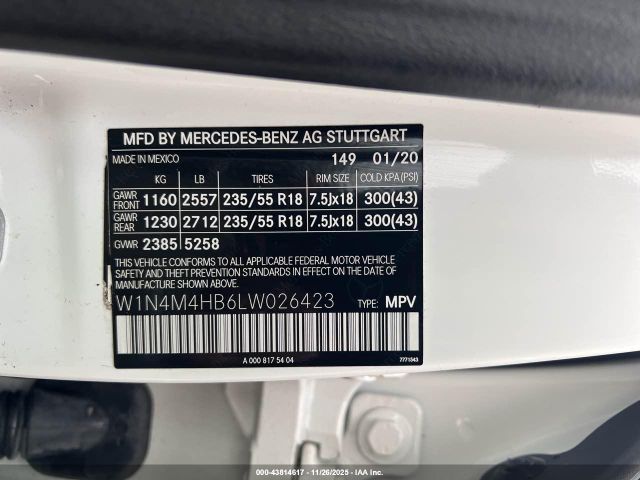 MFD BY MERCEDES-BENZ AG STUTTGART
MADE IN MEXICO 149 01/20
KG LB TIRES RIM SIZE COLD KPA(PSI)
GAWR FRONT 1160 2557 235/55 R18 7.5Jx18 300(43)
GAWR REAR 1230 2712 235/55 R18 7.5Jx18 300(43)
GVWR 2385 5258
THIS VEHICLE CONFORMS TO ALL APPLICABLE FEDERAL MOTOR VEHICLE
SAFETY AND THEFT PREVENTION STANDARDS IN EFFECT ON THE DATE OF
MANUFACTURE SHOWN ABOVE.
W1N4M4HB6LW026423 TYPE: MPV
A 000 817 54 04 7771543
000-43814617 - 11/26/2025 - IAA Inc.